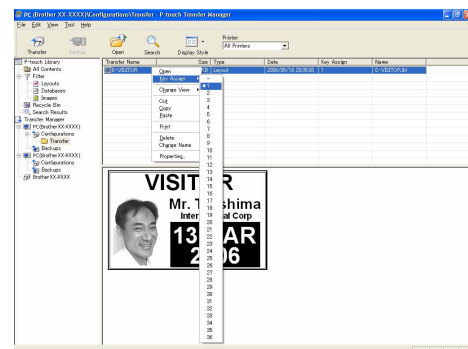 PC (Brother XX-XXXX)\Configurations\Transfer - P-touch Transfer Manager
File Edit View Tool Help
Transfer
Backup
Open
Search
Display Style
Printer
All Printers
P-touch Library
All Contents
Filter
Layouts
Databases
Images
Recycle Bin
Search Results
Transfer Manager
PC(Brother XX-XXXX)
Configurations
Transfer
Backups
PC(Brother XX-XXXX)
Configurations
Backups
Brother XX-XXXX
Transfer Name Size Type Date Key Assign Name
E-VISITOR KB Layout 1 E-VISITOR.lbl
Open
Key Assign
Change View
Cut
Copy
Paste
Print
Delete
Change Name
Properties...
-
1
2
3
4
5
6
7
8
9
10
11
12
13
14
15
16
17
18
19
20
21
22
23
24
25
26
27
28
29
30
31
32
33
34
35
36
VISIT R
Mr. T shima
Inter al Corp
13 AR
2 06